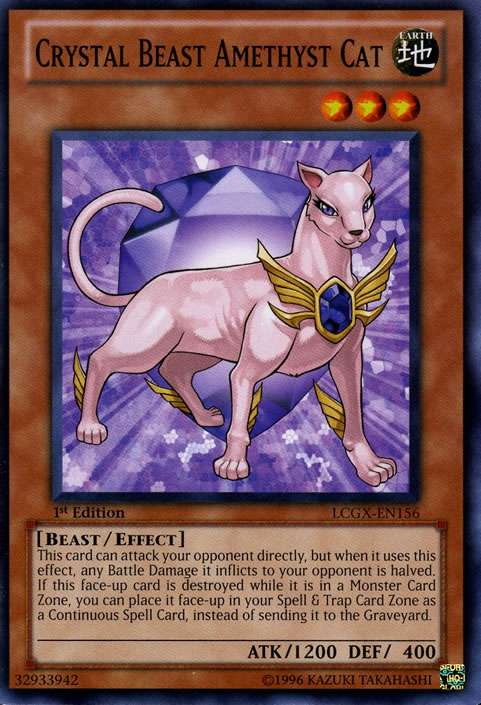 CRYSTAL BEAST AMETHYST CAT
EARTH
地
1st Edition
LCGX-EN156
[BEAST / EFFECT]
This card can attack your opponent directly, but when it uses this
effect, any Battle Damage it inflicts to your opponent is halved.
If this face-up card is destroyed while it is in a Monster Card
Zone, you can place it face-up in your Spell & Trap Card Zone as
a Continuous Spell Card, instead of sending it to the Graveyard.
ATK/1200 DEF/ 400
32933942
©1996 KAZUKI TAKAHASHI